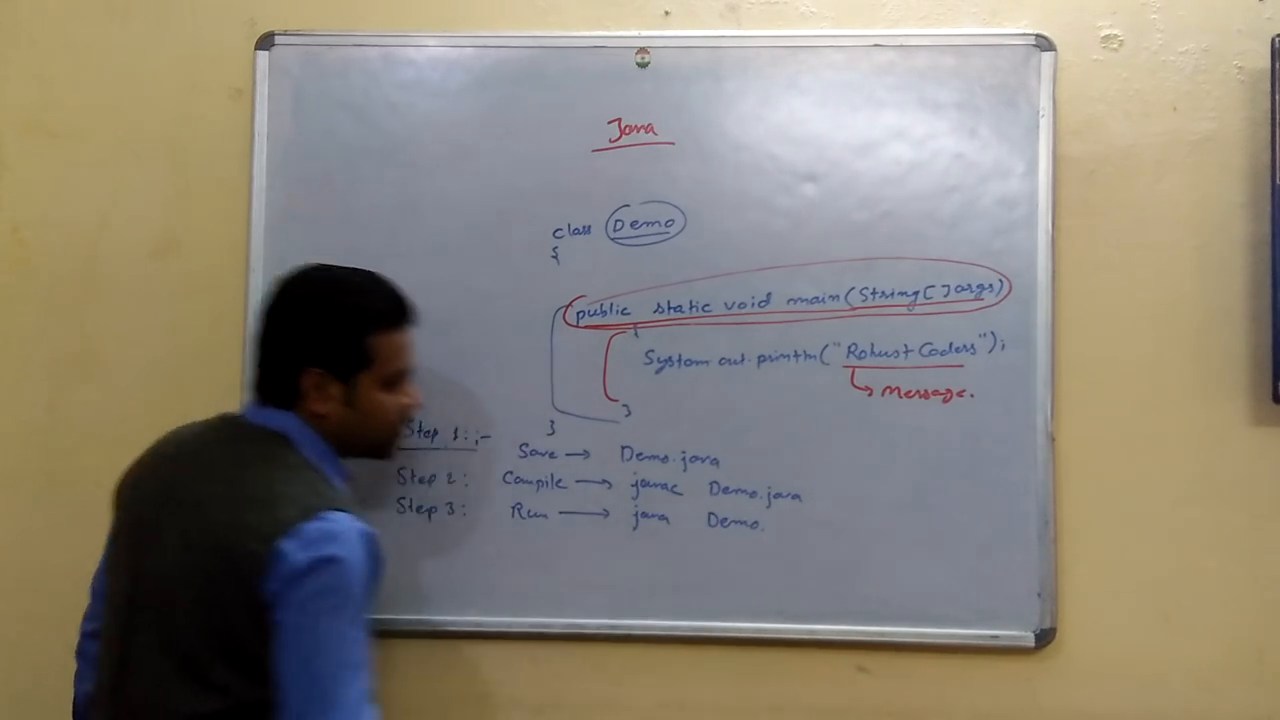 Java
class Demo
{
public static void main(String[]args)
{
System.out.println("Robust Coders");
Message.
}
}
Step 1:;-
Save → Demo.java
Step 2: Compile → javac Demo.java
Step 3: Run → java Demo.